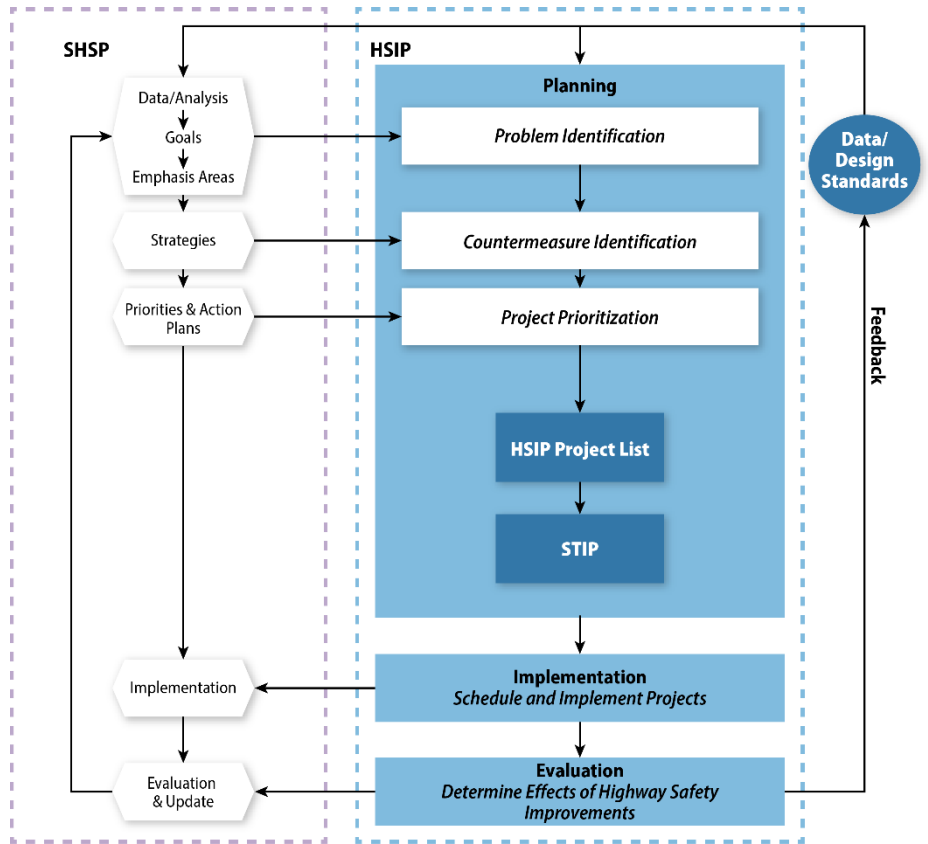 SHSP
Data/Analysis
Goals
Emphasis Areas
Strategies
Priorities & Action
Plans
Implementation
Evaluation
& Update
HSIP
Planning
Problem Identification
Countermeasure Identification
Project Prioritization
HSIP Project List
STIP
Implementation
Schedule and Implement Projects
Evaluation
Determine Effects of Highway Safety
Improvements
Data/
Design
Standards
Feedback